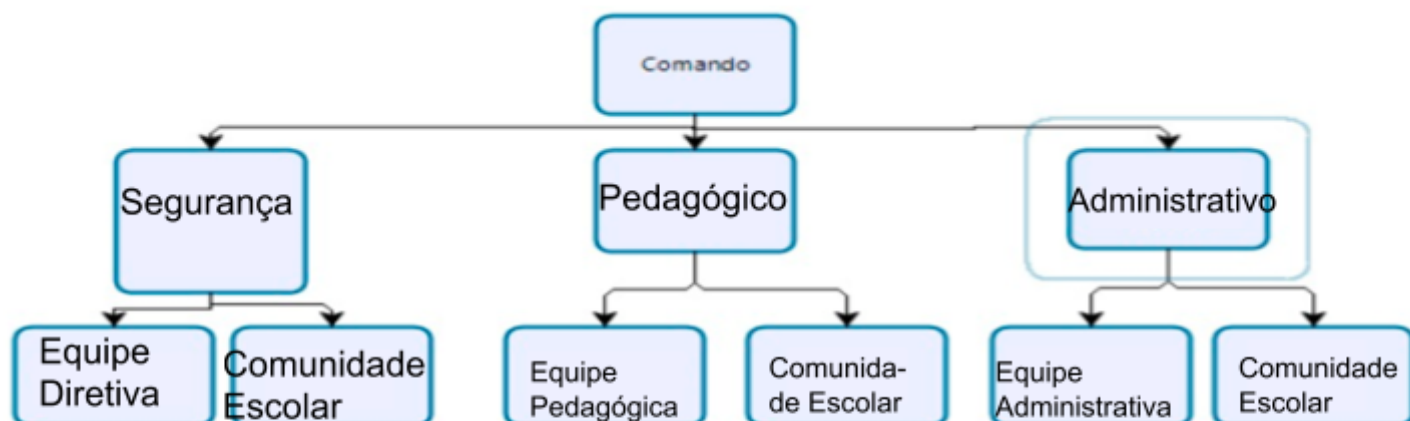 Comando
Segurança
Pedagógico
Administrativo
Equipe
Diretiva
Comunidade
Escolar
Equipe
Pedagógica
Comunida-
de Escolar
Equipe
Administrativa
Comunidade
Escolar